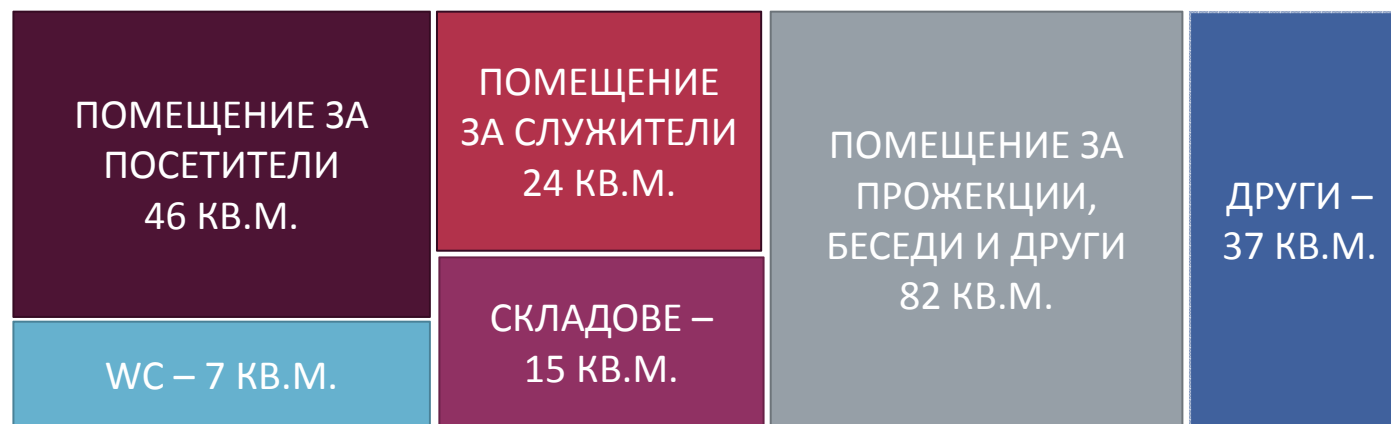 ПОМЕЩЕНИЕ ЗА
ПОСЕТИТЕЛИ
46 КВ.М.
WC – 7 КВ.М.
ПОМЕЩЕНИЕ
ЗА СЛУЖИТЕЛИ
24 КВ.М.
СКЛАДОВЕ –
15 КВ.М.
ПОМЕЩЕНИЕ ЗА
ПРОЖЕКЦИИ,
БЕСЕДИ И ДРУГИ
82 КВ.М.
ДРУГИ –
37 КВ.М.